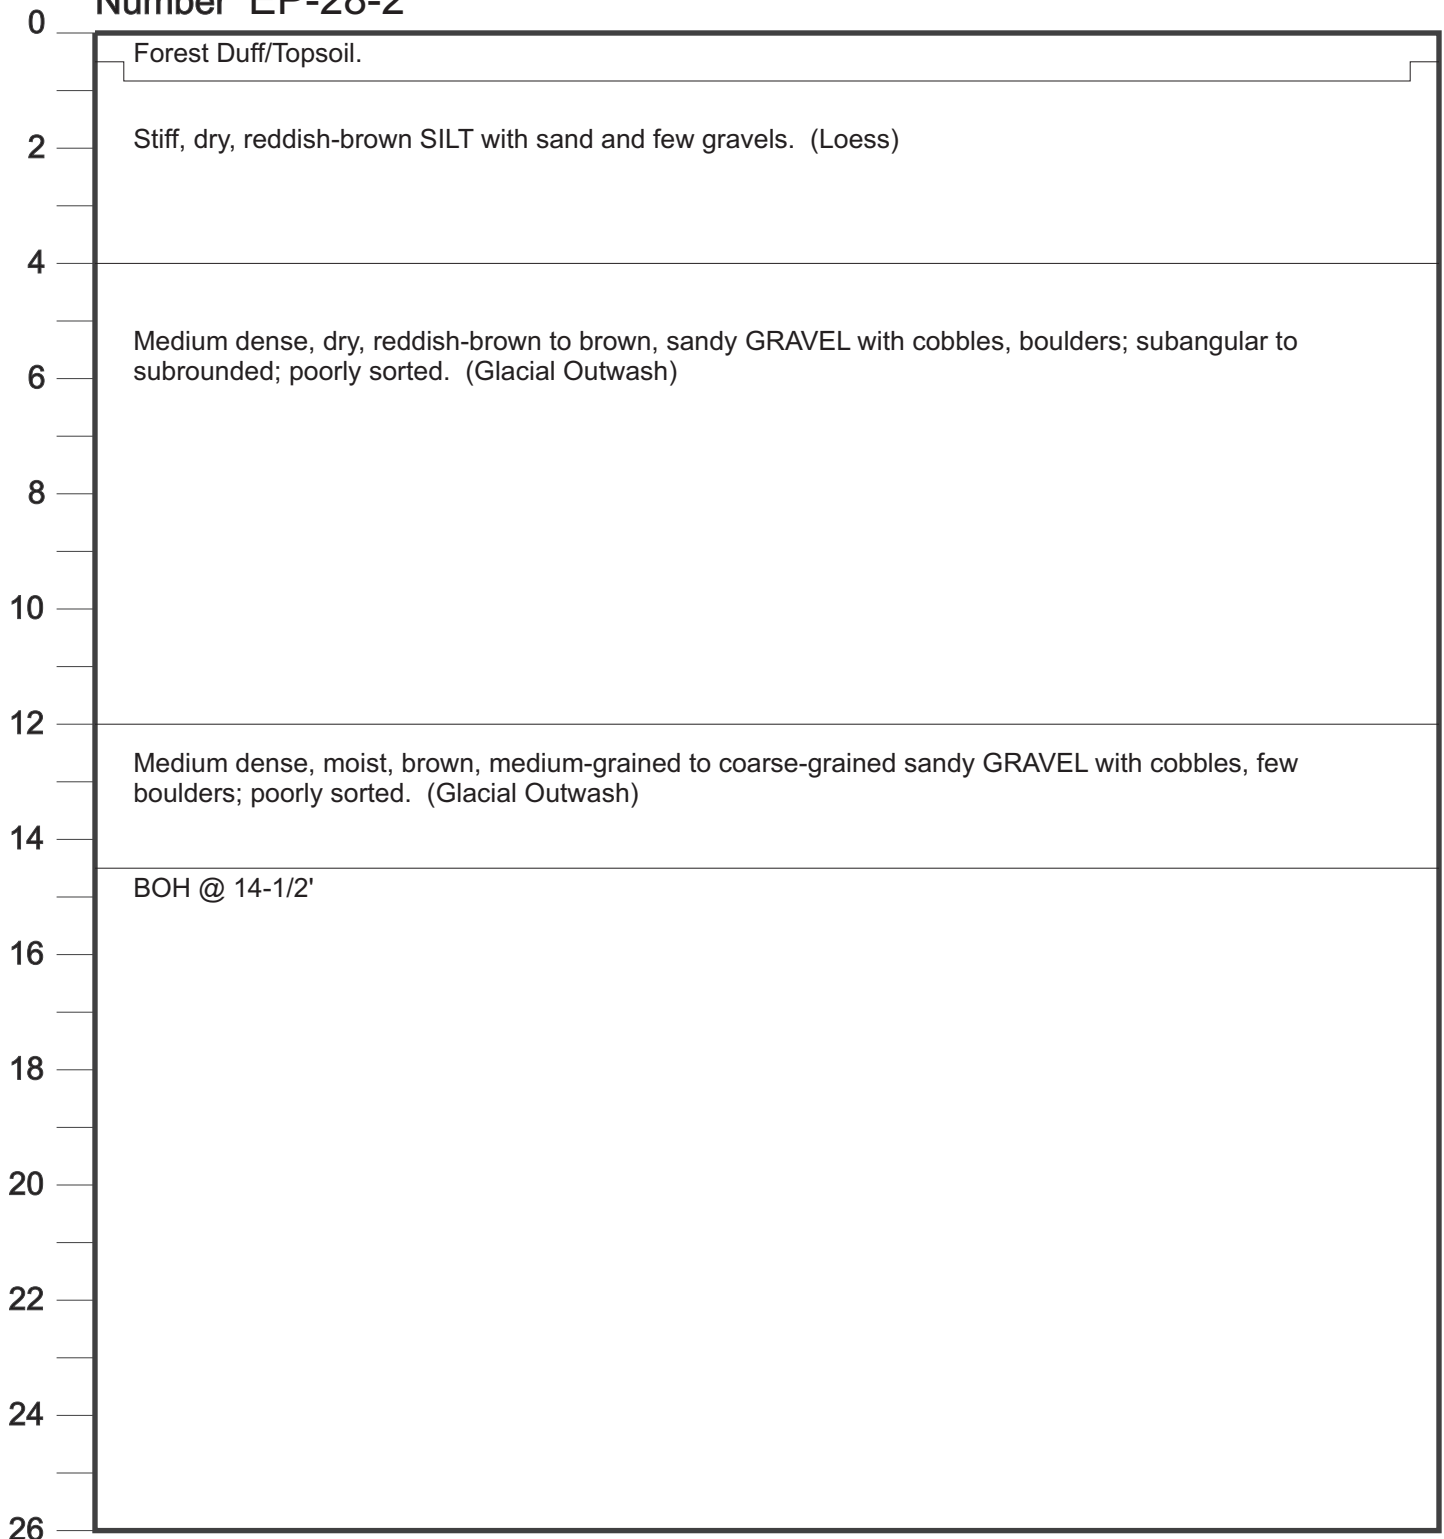 Number EP-28-2
0
Forest Duff/Topsoil.
2
Stiff, dry, reddish-brown SILT with sand and few gravels. (Loess)
4
Medium dense, dry, reddish-brown to brown, sandy GRAVEL with cobbles, boulders; subangular to
subrounded; poorly sorted. (Glacial Outwash)
6
8
10
12
Medium dense, moist, brown, medium-grained to coarse-grained sandy GRAVEL with cobbles, few
boulders; poorly sorted. (Glacial Outwash)
14
BOH @ 14-1/2'
16
18
20
22
24
26